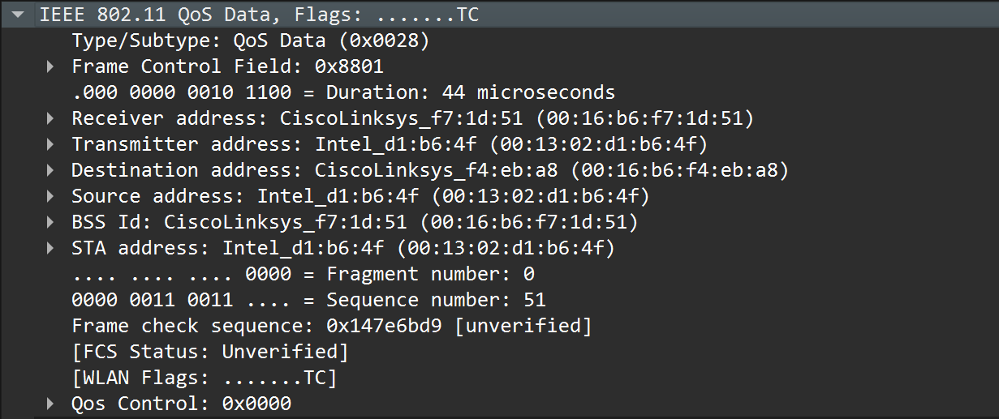 IEEE 802.11 QoS Data, Flags: .......TC
Type/Subtype: QoS Data (0x0028)
Frame Control Field: 0x8801
.000 0000 0010 1100 = Duration: 44 microseconds
Receiver address: CiscoLinksys_f7:1d:51 (00:16:b6:f7:1d:51)
Transmitter address: Intel_d1:b6:4f (00:13:02:d1:b6:4f)
Destination address: CiscoLinksys_f4:eb:a8 (00:16:b6:f4:eb:a8)
Source address: Intel_d1:b6:4f (00:13:02:d1:b6:4f)
BSS Id: CiscoLinksys_f7:1d:51 (00:16:b6:f7:1d:51)
STA address: Intel_d1:b6:4f (00:13:02:d1:b6:4f)
.... .... .... 0000 = Fragment number: 0
0000 0011 0011 .... = Sequence number: 51
Frame check sequence: 0x147e6bd9 [unverified]
[FCS Status: Unverified]
[WLAN Flags: .......TC]
Qos Control: 0x0000